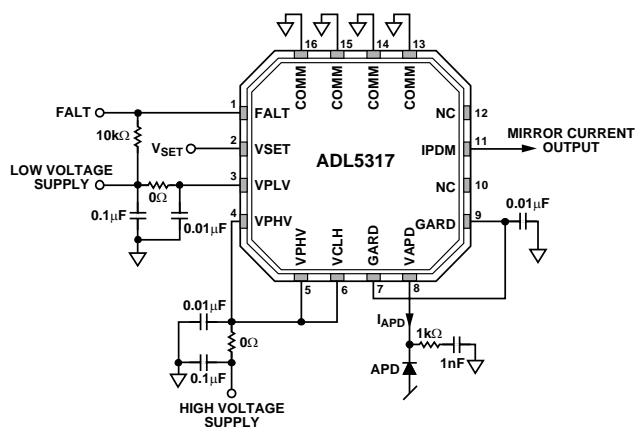 16 15 14 13
COMM COMM COMM COMM
FALT 1 FALT NC 12
10kΩ
VSET 2 VSET ADL5317 IPDM 11 MIRROR CURRENT
OUTPUT
LOW VOLTAGE
SUPPLY 3 VPLV NC 10
0Ω
0.1µF 0.01µF 4 VPHV GARD 9 0.01µF
VPHV VCLH GARD VAPD
5 6 7 8
0.01µF
0Ω
0.1µF
HIGH VOLTAGE
SUPPLY
IAPD
1kΩ
1nF
APD